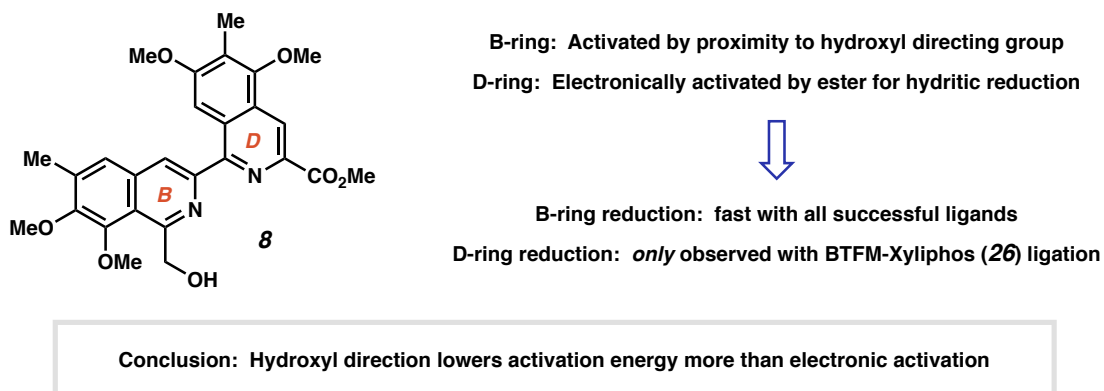 Me
MeO
OMe
D
N
CO2Me
Me
B
N
MeO
OMe
OH
8
B-ring: Activated by proximity to hydroxyl directing group
D-ring: Electronically activated by ester for hydritic reduction
B-ring reduction: fast with all successful ligands
D-ring reduction: only observed with BTFM-Xyliphos (26) ligation
Conclusion: Hydroxyl direction lowers activation energy more than electronic activation